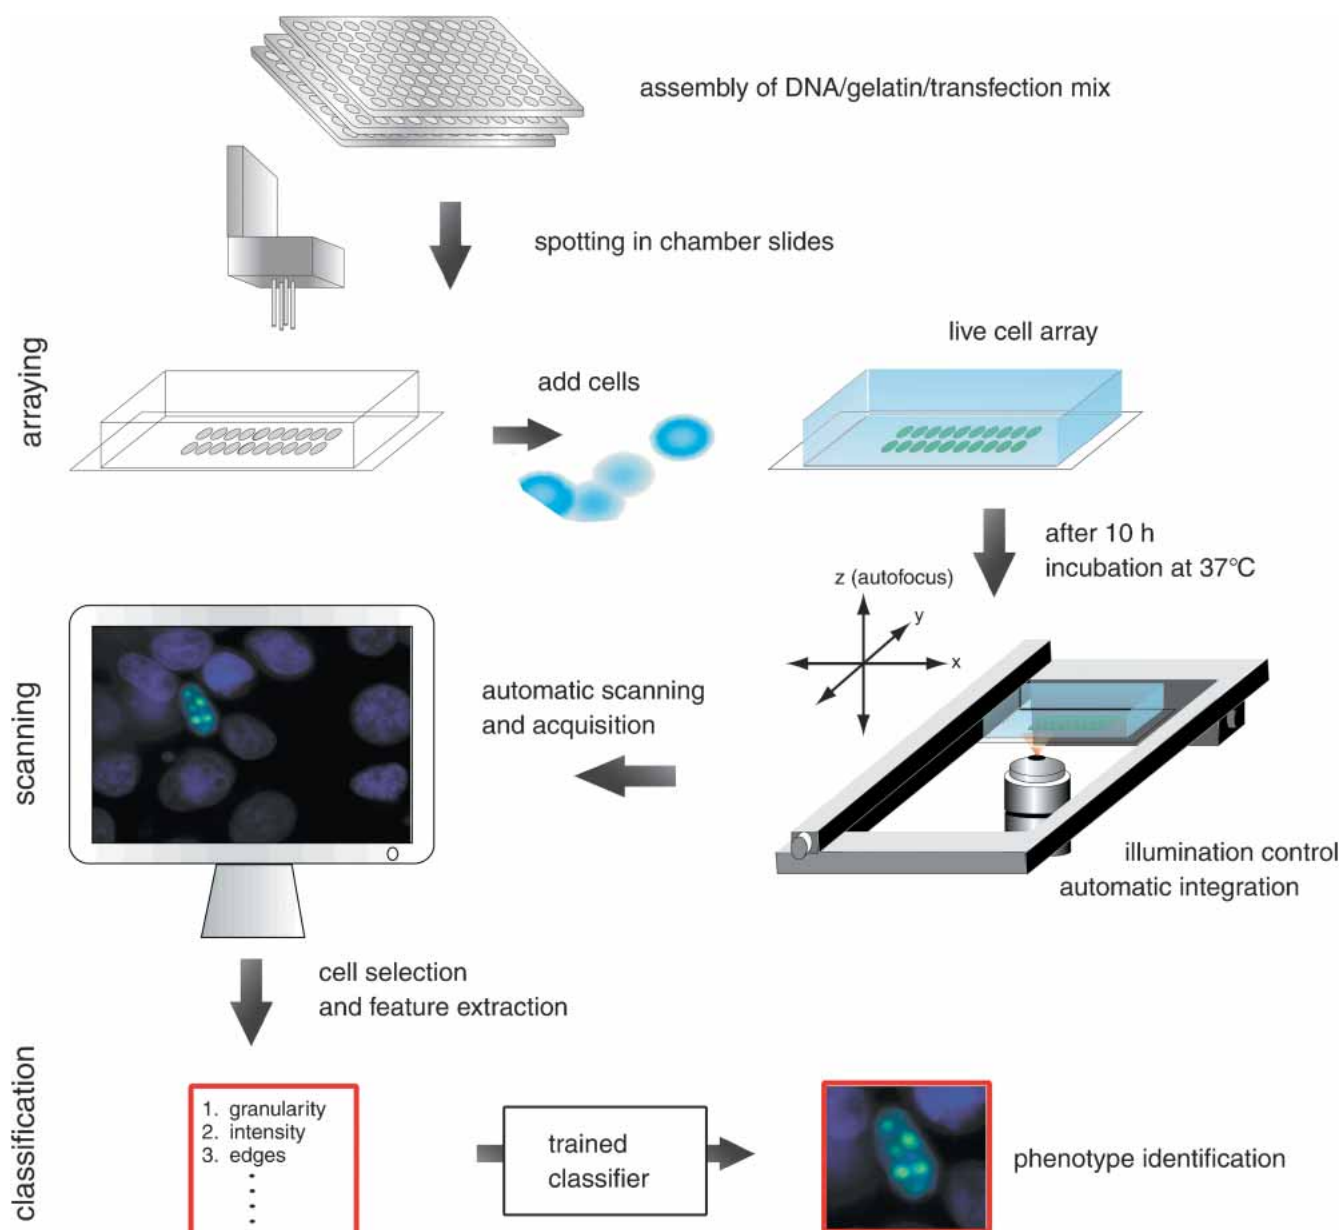 assembly of DNA/gelatin/transfection mix
spotting in chamber slides
arraying
add cells
live cell array
after 10 h
incubation at 37°C
z (autofocus)
y
x
scanning
automatic scanning
and acquisition
illumination control
automatic integration
cell selection
and feature extraction
classification
1. granularity
2. intensity
3. edges
trained
classifier
phenotype identification